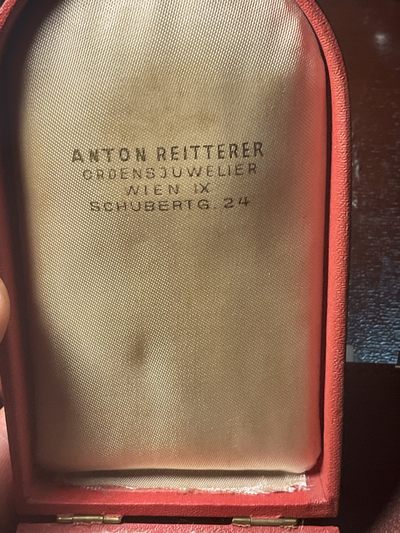 ANTON REITTERER
ORDENSJUWELIER
WIEN IX
SCHUBERTG. 24